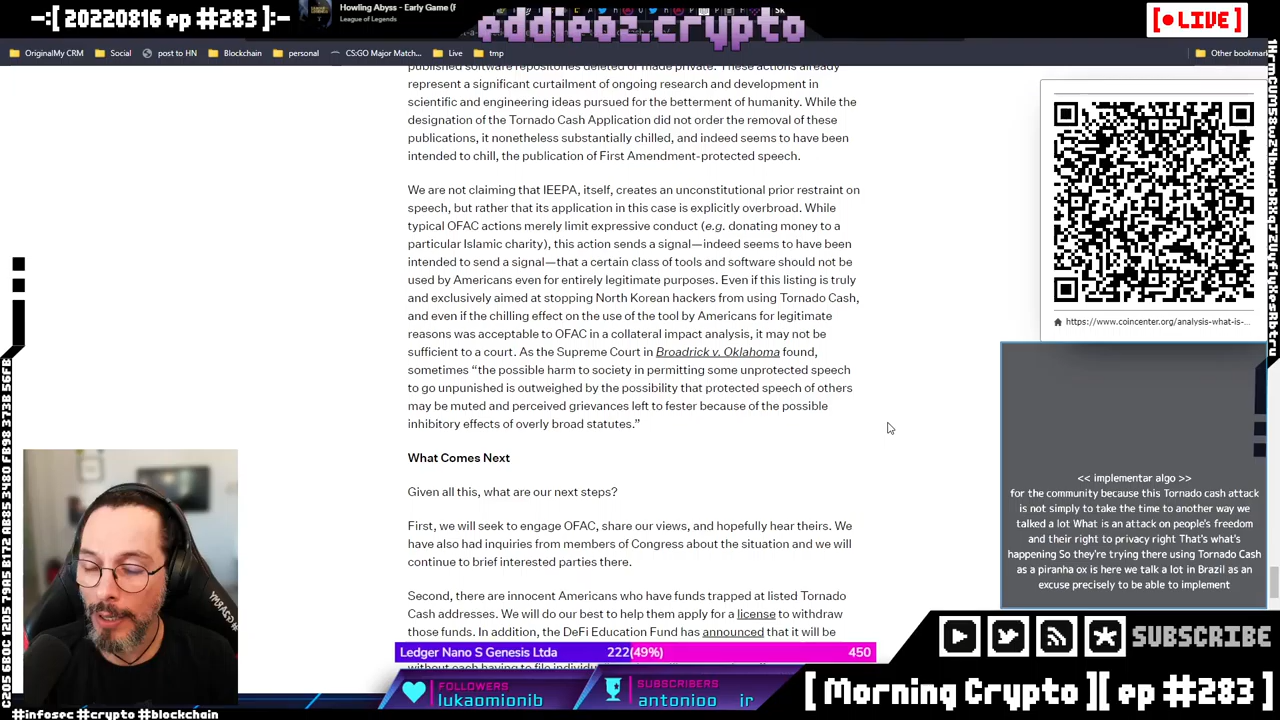 -:[ 20220816 ep #283 ]:-
Howling Abyss - Early Game (F
League of Legends
eddieoz.crypto
[● LIVE]
OriginalMy CRM
Social
post to HN
Blockchain
personal
CS:GO Major Match...
Live
tmp
Other bookmar
published software repositories deleted or made private. These actions already
represent a significant curtailment of ongoing research and development in
scientific and engineering ideas pursued for the betterment of humanity. While the
designation of the Tornado Cash Application did not order the removal of these
publications, it nonetheless substantially chilled, and indeed seems to have been
intended to chill, the publication of First Amendment-protected speech.
We are not claiming that IEEPA, itself, creates an unconstitutional prior restraint on
speech, but rather that its application in this case is explicitly overbroad. While
typical OFAC actions merely limit expressive conduct (e.g. donating money to a
particular Islamic charity), this action sends a signal—indeed seems to have been
intended to send a signal—that a certain class of tools and software should not be
used by Americans even for entirely legitimate purposes. Even if this listing is truly
and exclusively aimed at stopping North Korean hackers from using Tornado Cash,
and even if the chilling effect on the use of the tool by Americans for legitimate
reasons was acceptable to OFAC in a collateral impact analysis, it may not be
sufficient to a court. As the Supreme Court in Broadrick v. Oklahoma found,
sometimes “the possible harm to society in permitting some unprotected speech
to go unpunished is outweighed by the possibility that protected speech of others
may be muted and perceived grievances left to fester because of the possible
inhibitory effects of overly broad statutes.”
What Comes Next
Given all this, what are our next steps?
First, we will seek to engage OFAC, share our views, and hopefully hear theirs. We
have also had inquiries from members of Congress about the situation and we will
continue to brief interested parties there.
Second, there are innocent Americans who have funds trapped at listed Tornado
Cash addresses. We will do our best to help them apply for a license to withdraw
those funds. In addition, the DeFi Education Fund has announced that it will be
without each having to file individu
https://www.coincenter.org/analysis-what-is-...
<< implementar algo >>
for the community because this Tornado cash attack
is not simply to take the time to another way we
talked a lot What is an attack on people's freedom
and their right to privacy right That's what's
happening So they're trying there using Tornado Cash
as a piranha ox is here we talk a lot in Brazil as an
excuse precisely to be able to implement
SUBSCRIBE
Ledger Nano S Genesis Ltda
222(49%)
450
FOLLOWERS
lukaomionib
SUBSCRIBERS
antonioo jr
[ Morning Crypto ][ ep #283 ]
#infosec #crypto #blockchain